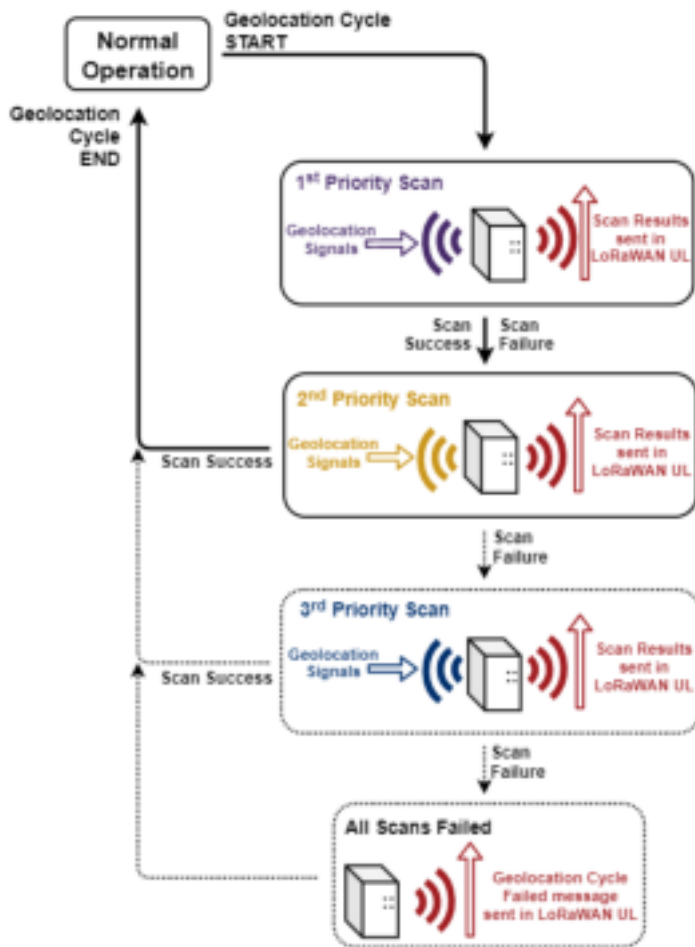 Normal
Operation
Geolocation Cycle
START
Geolocation
Cycle
END
1st Priority Scan
Geolocation
Signals
Scan Results
sent in
LoRaWAN UL
Scan
Success
Scan
Failure
2nd Priority Scan
Geolocation
Signals
Scan Results
sent in
LoRaWAN UL
Scan Success
Scan
Failure
3rd Priority Scan
Geolocation
Signals
Scan Results
sent in
LoRaWAN UL
Scan Success
Scan
Failure
All Scans Failed
Geolocation Cycle
Failed message
sent in LoRaWAN UL